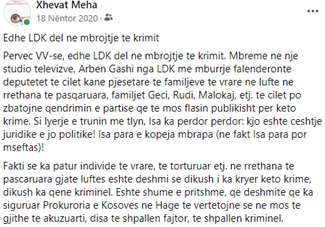 Xhevat Meha
18 Nëntor 2020 ·
Edhe LDK del ne mbrojtje te krimit
Pervec VV-se, edhe LDK del ne mbrojtje te krimit. Mbreme ne nje
studio televizve, Arben Gashi nga LDK me mburrje falenderonte
deputetet te cilet kane pjesetare te familjeve te vrare ne lufte ne
rrethana te pasqaruara, familjet Geci, Rudi, Malokaj, etj. te cilet po
zbatojne qendrimin e partise qe te mos flasin publikisht per keto
krime. Si lyerje e trunin me tlyn, Isa ka perdor perdor: kjo eshte ceshtje
juridike e jo politike! Isa para e kopeja mbrapa (ne fakt Isa para por
mseftas)!
Fakti se ka patur individe te vrare, te torturuar etj. ne rrethana te
pascaruara gjate luftes eshte deshmi se dikush i ka kryer keto krime,
dikush ka qene kriminel. Eshte shume e pritshme, qe deshmite qe ka
siguruar Prokuroria e Kosoves ne Hage te vertetojne se ne mos te
gjithe te akuzuarti, disa te shpallen fajtor, te shpallen kriminel.